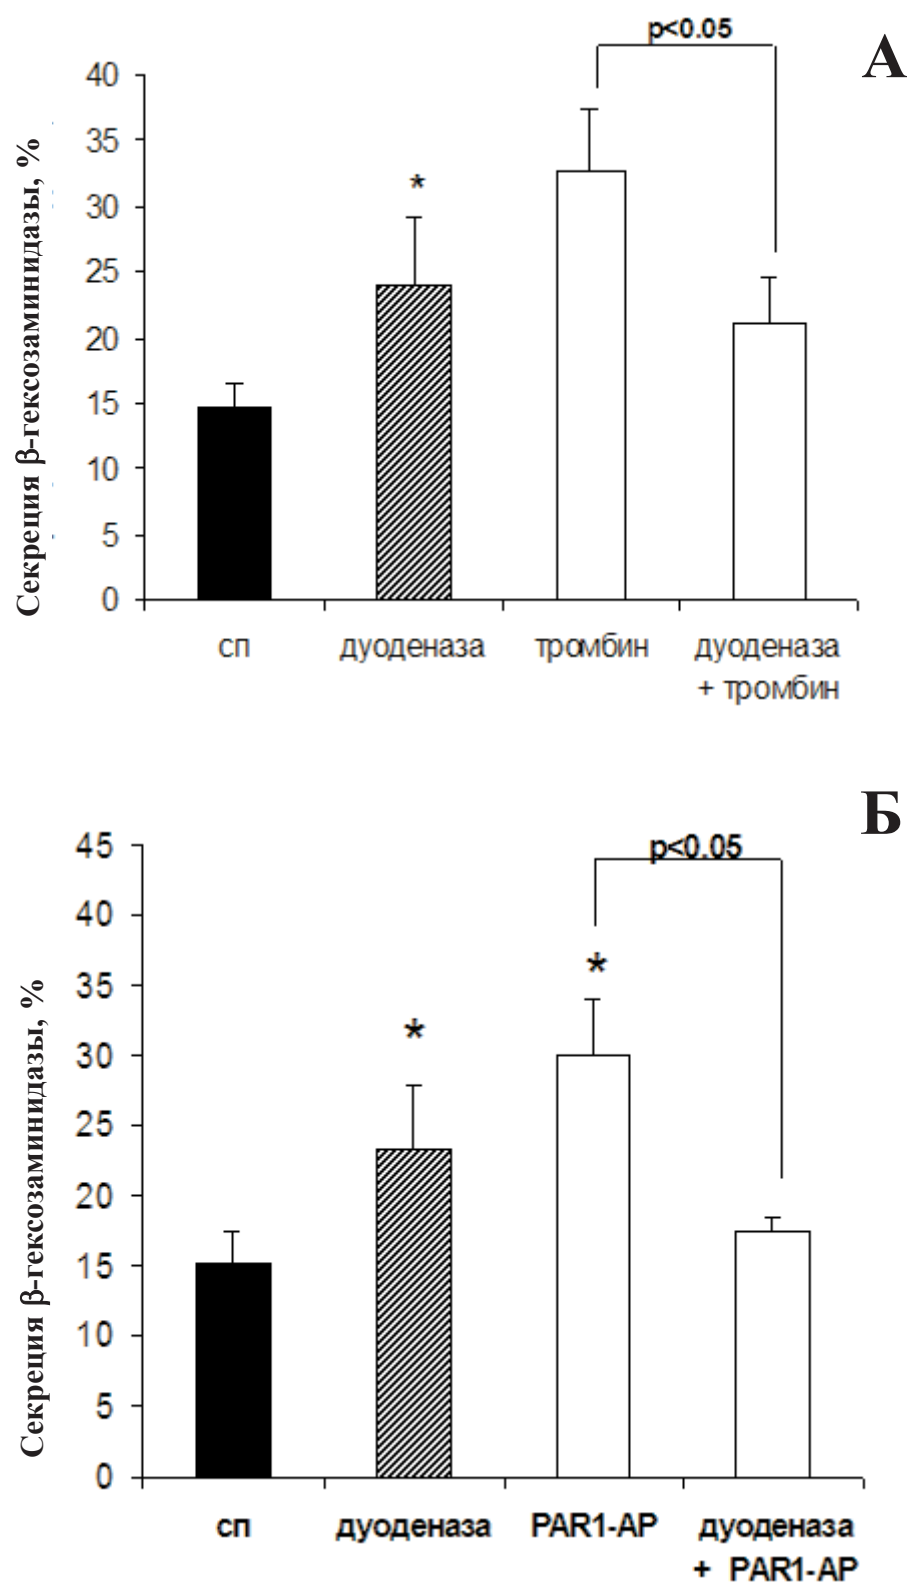 p<0.05
А
Секреция β-гексозаминидазы, %
40
35
30
25
20
15
10
5
0
*
сп
дуоденаза
тромбин
дуоденаза
+ тромбин
Б
Секреция β-гексозаминидазы, %
45
40
35
30
25
20
15
10
5
0
p<0.05
*
*
сп
дуоденаза
PAR1-AP
дуоденаза
+ PAR1-AP